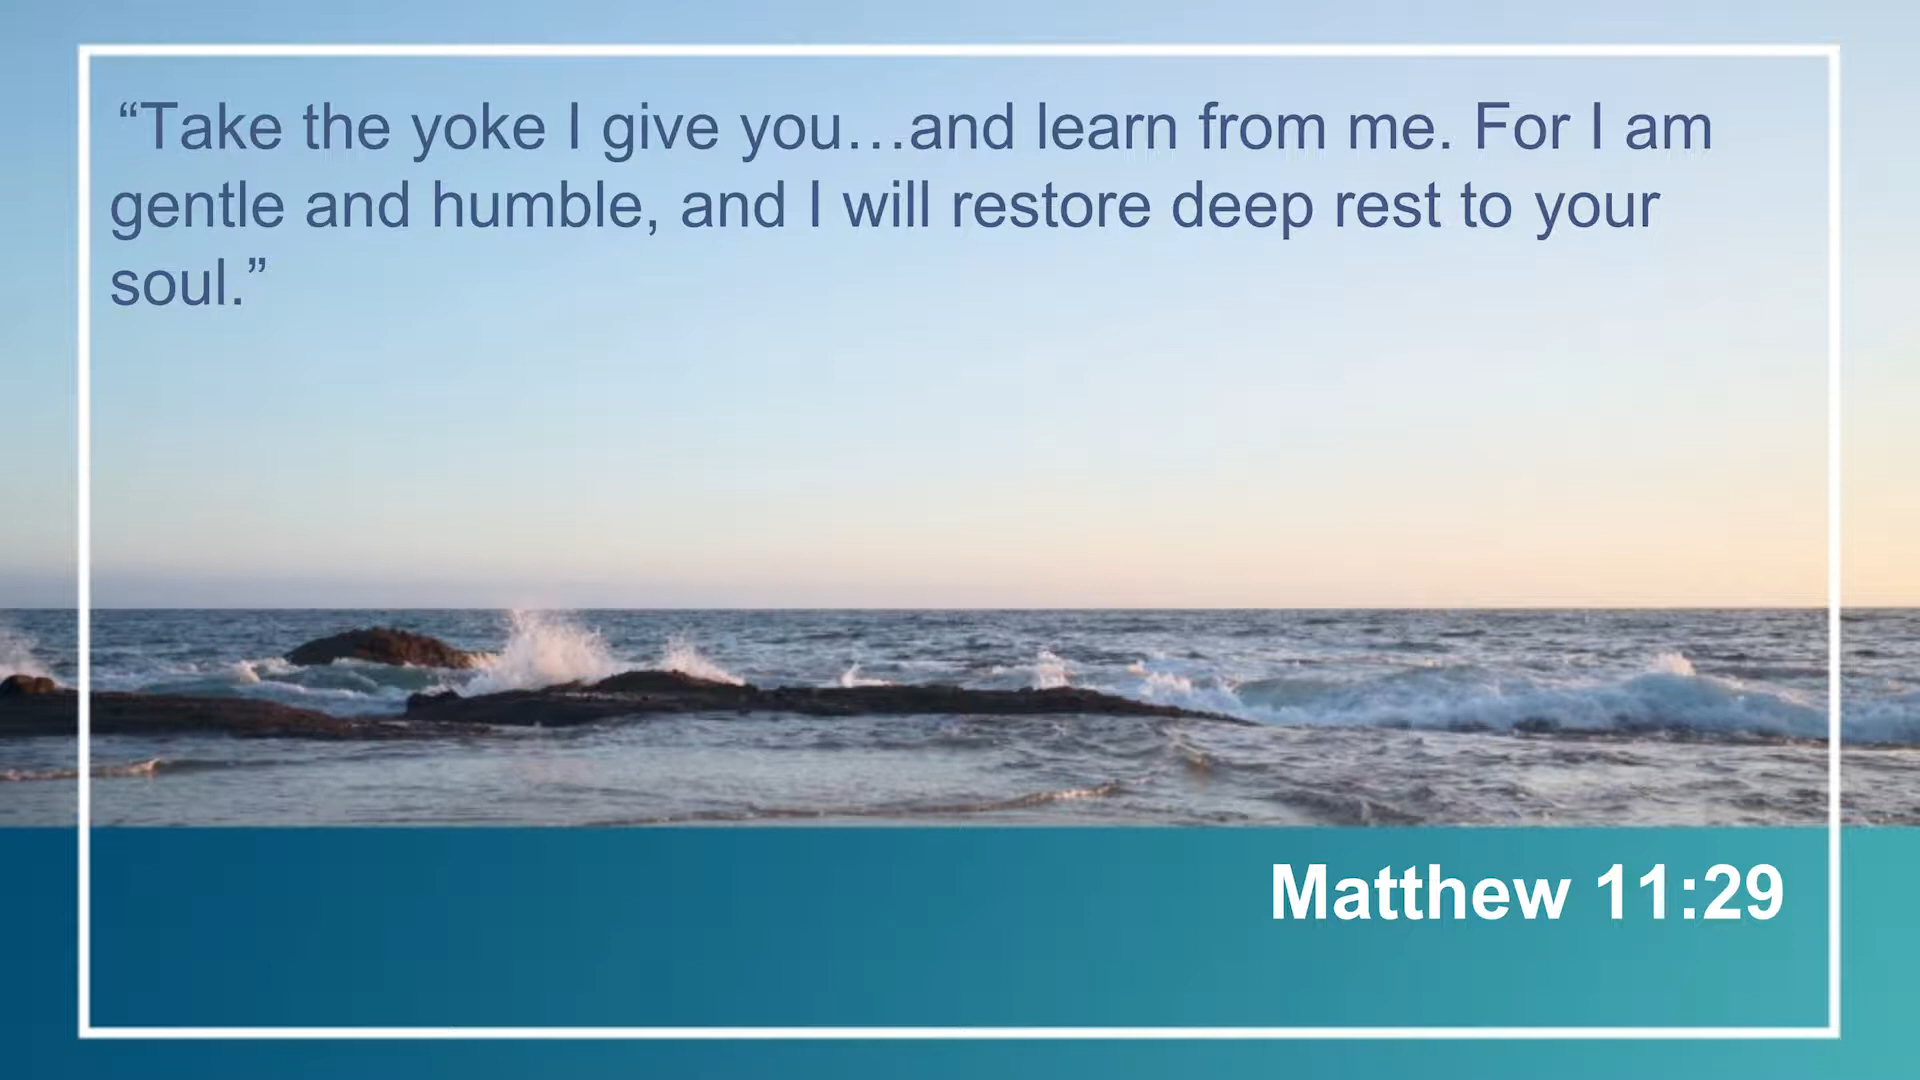 “Take the yoke I give you…and learn from me. For I am
gentle and humble, and I will restore deep rest to your
soul.”
Matthew 11:29